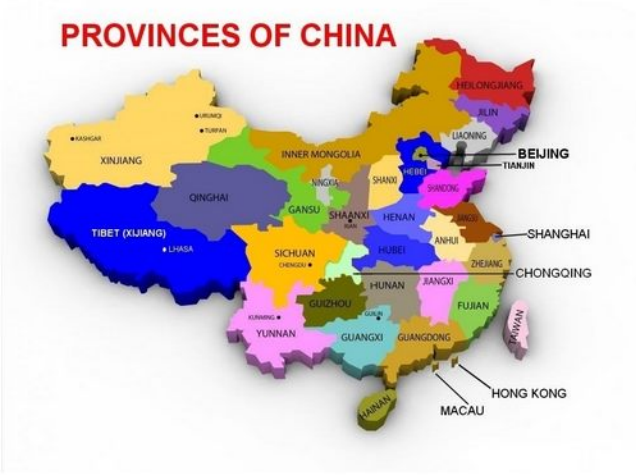 PROVINCES OF CHINA
HEILONGJIANG
JILIN
URUMQI
TURFAN
KASHGAR
XINJIANG
LIAONING
BEIJING
TIANJIN
INNER MONGOLIA
HEBEI
NINGXIA
SHANXI
SHANDONG
QINGHAI
GANSU
SHAANXI
XIAN
HENAN
TIBET (XIJIANG)
LHASA
SHANGHAI
ANHUI
SICHUAN
CHENGDU
HUBEI
ZHEJIANG
CHONGQING
HUNAN
JIANGXI
GUIZHOU
FUJIAN
KUNMING
YUNNAN
GUILIN
GUANGXI
GUANGDONG
TAIWAN
HONG KONG
MACAU
HAINAN